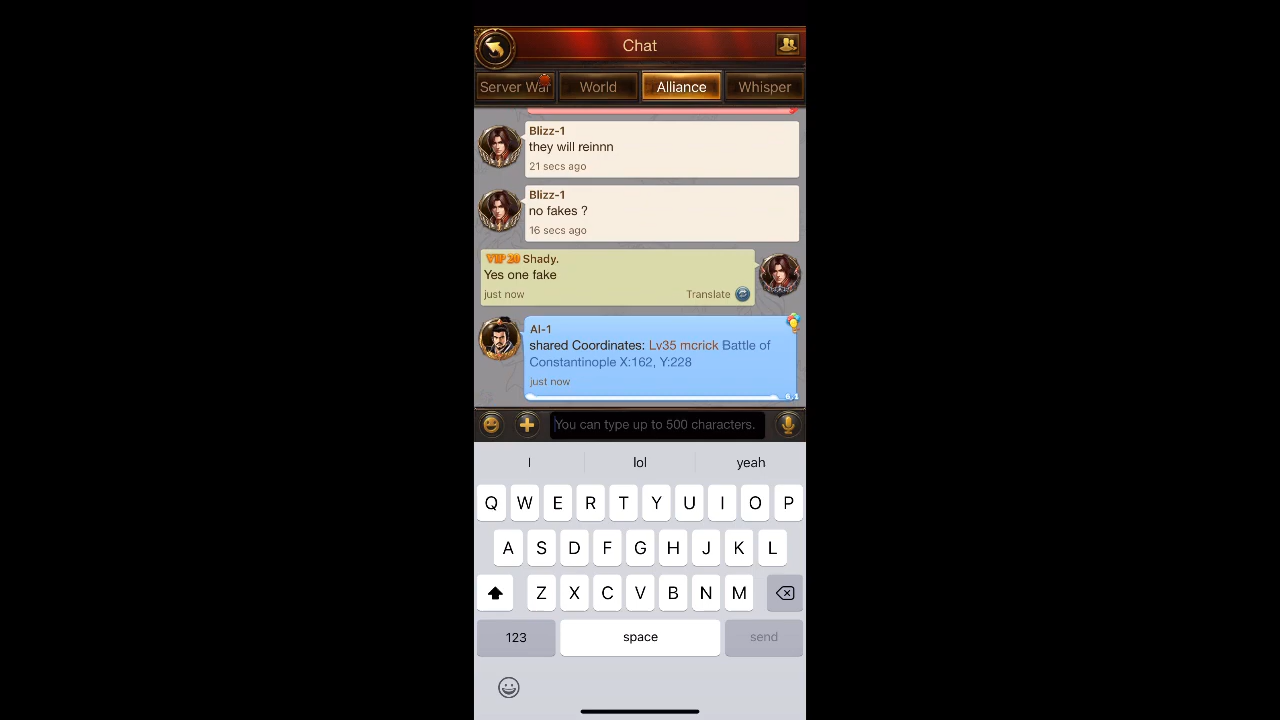 Chat
Server War World Alliance Whisper
Blizz-1
they will reinnn
21 secs ago
Blizz-1
no fakes ?
16 secs ago
VIP 20 Shady.
Yes one fake
just now Translate
AI-1
shared Coordinates: Lv35 mcrick Battle of
Constantinople X:162, Y:228
just now
You can type up to 500 characters.
I lol yeah
Q W E R T Y U I O P
A S D F G H J K L
Z X C V B N M
123 space send